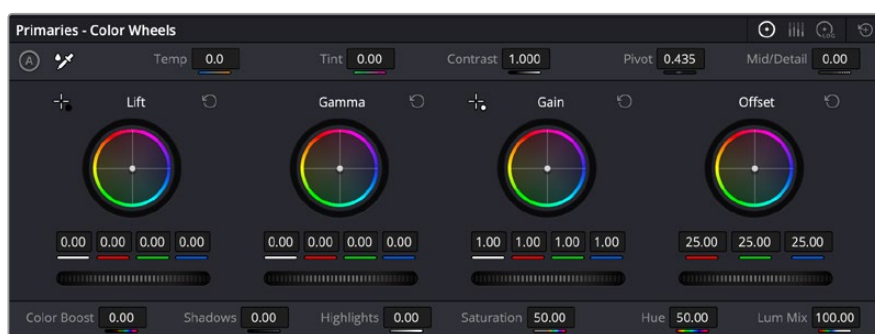 Primaries - Color Wheels
LOG
A Temp 0.0 Tint 0.00 Contrast 1.000 Pivot 0.435 Mid/Detail 0.00
Lift Gamma Gain Offset
0.00 0.00 0.00 0.00 0.00 0.00 0.00 0.00 1.00 1.00 1.00 1.00 25.00 25.00 25.00
Color Boost 0.00 Shadows 0.00 Highlights 0.00 Saturation 50.00 Hue 50.00 Lum Mix 100.00